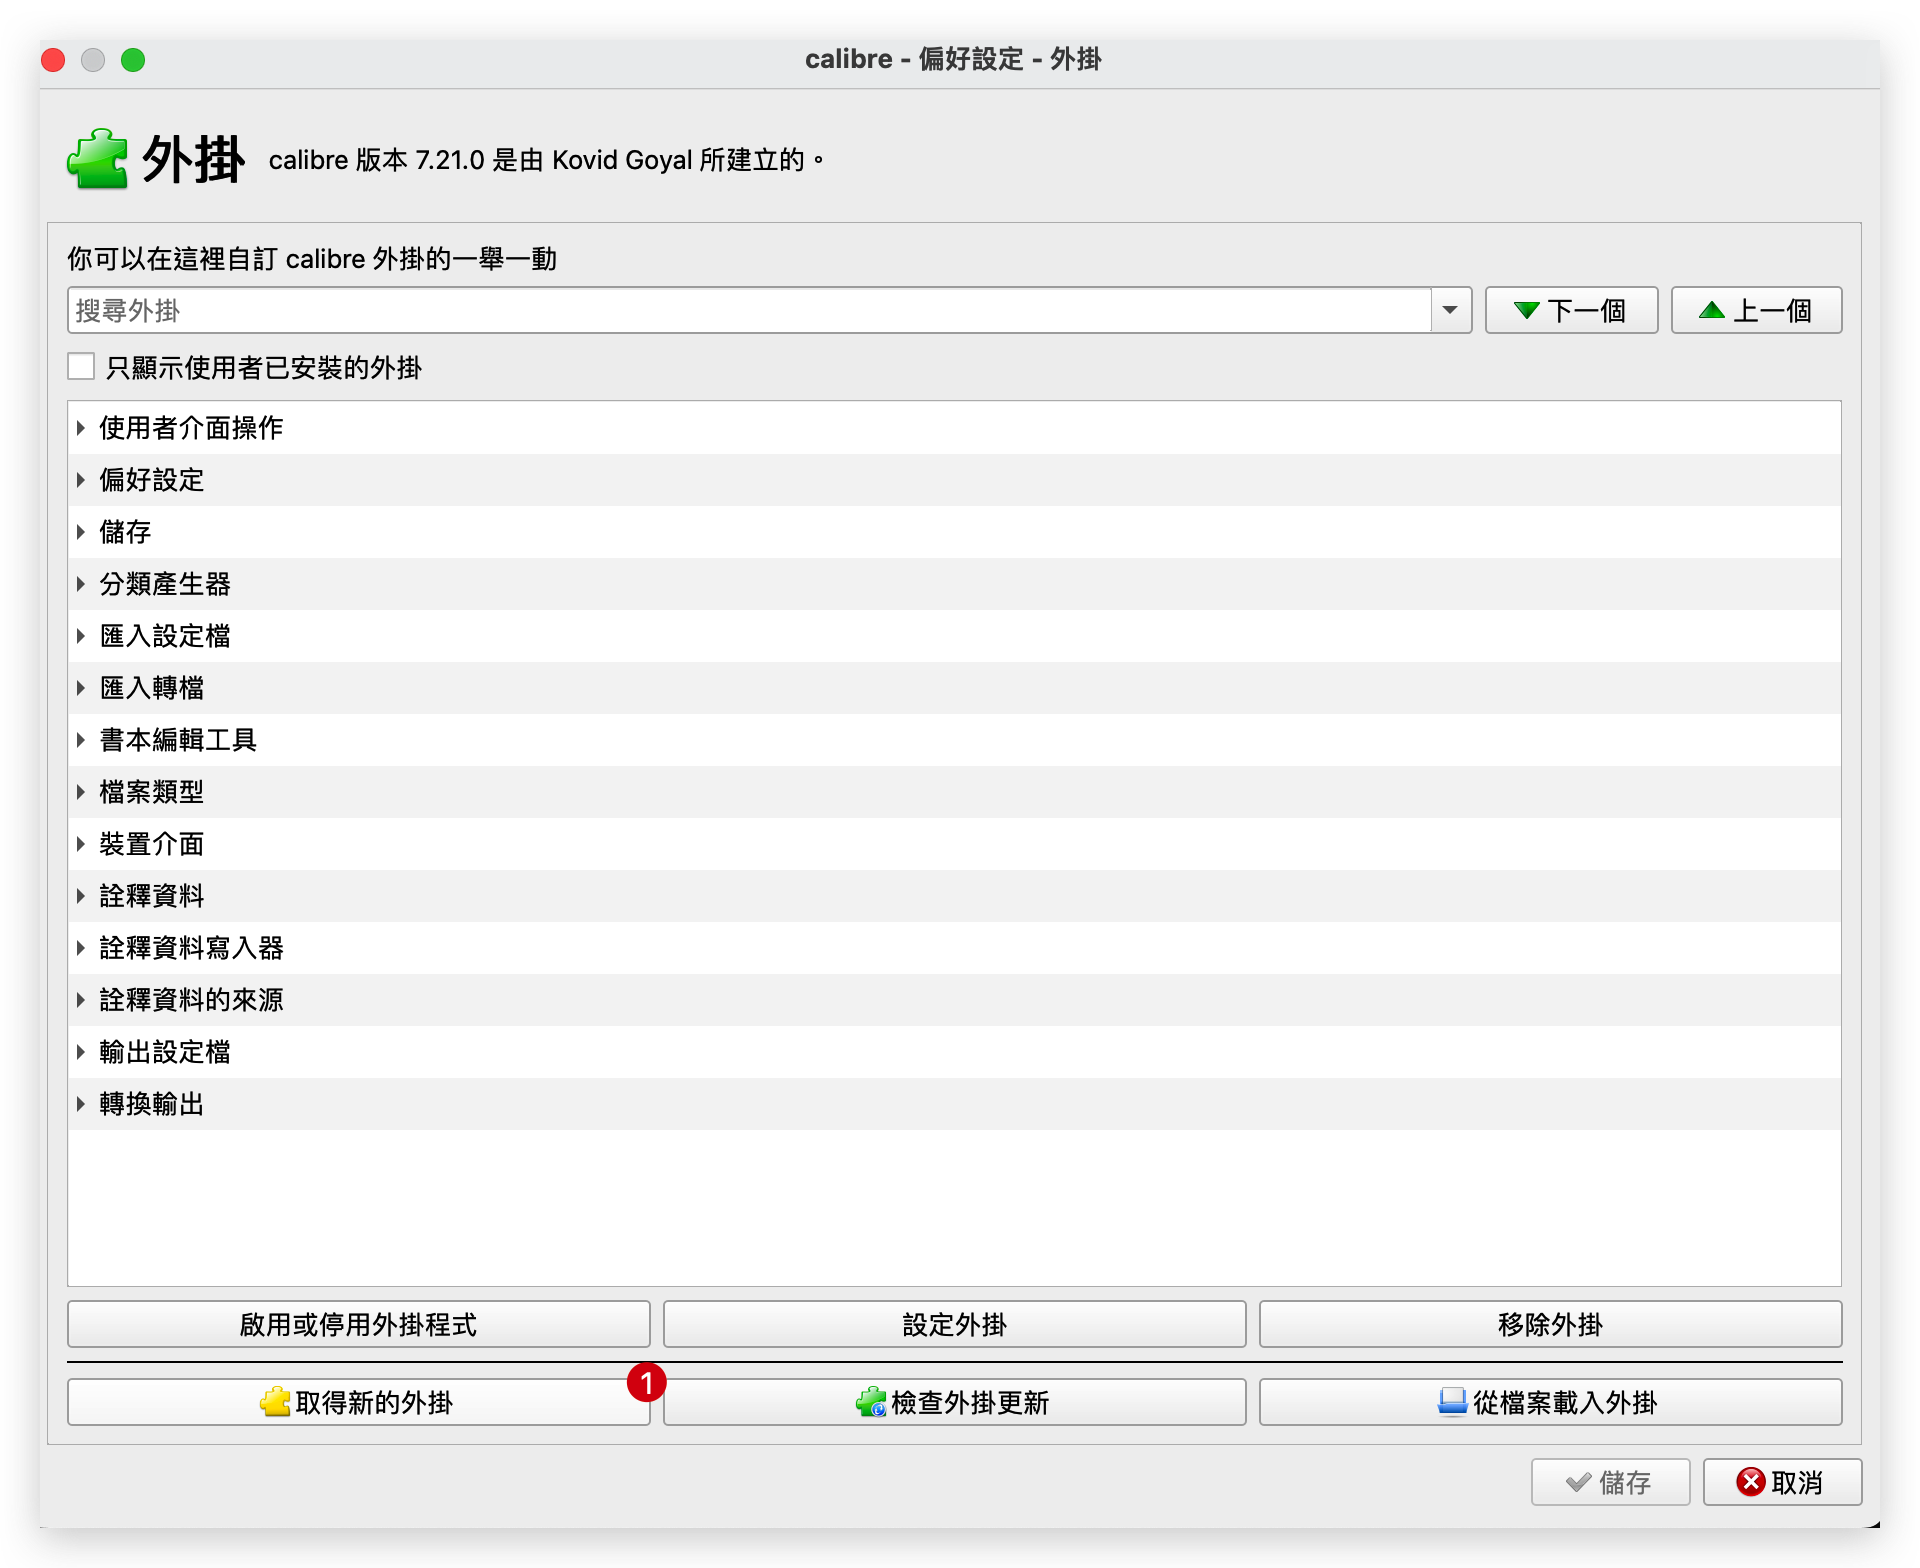 calibre - 偏好設定 - 外掛
外掛 calibre 版本 7.21.0 是由 Kovid Goyal 所建立的。
你可以在這裡自訂 calibre 外掛的一舉一動
搜尋外掛 下一個 上一個
只顯示使用者已安裝的外掛
使用者介面操作
偏好設定
儲存
分類產生器
匯入設定檔
匯入轉檔
書本編輯工具
檔案類型
裝置介面
詮釋資料
詮釋資料寫入器
詮釋資料的來源
輸出設定檔
轉換輸出
啟用或停用外掛程式 設定外掛 移除外掛
取得新的外掛 1 檢查外掛更新 從檔案載入外掛
儲存 取消